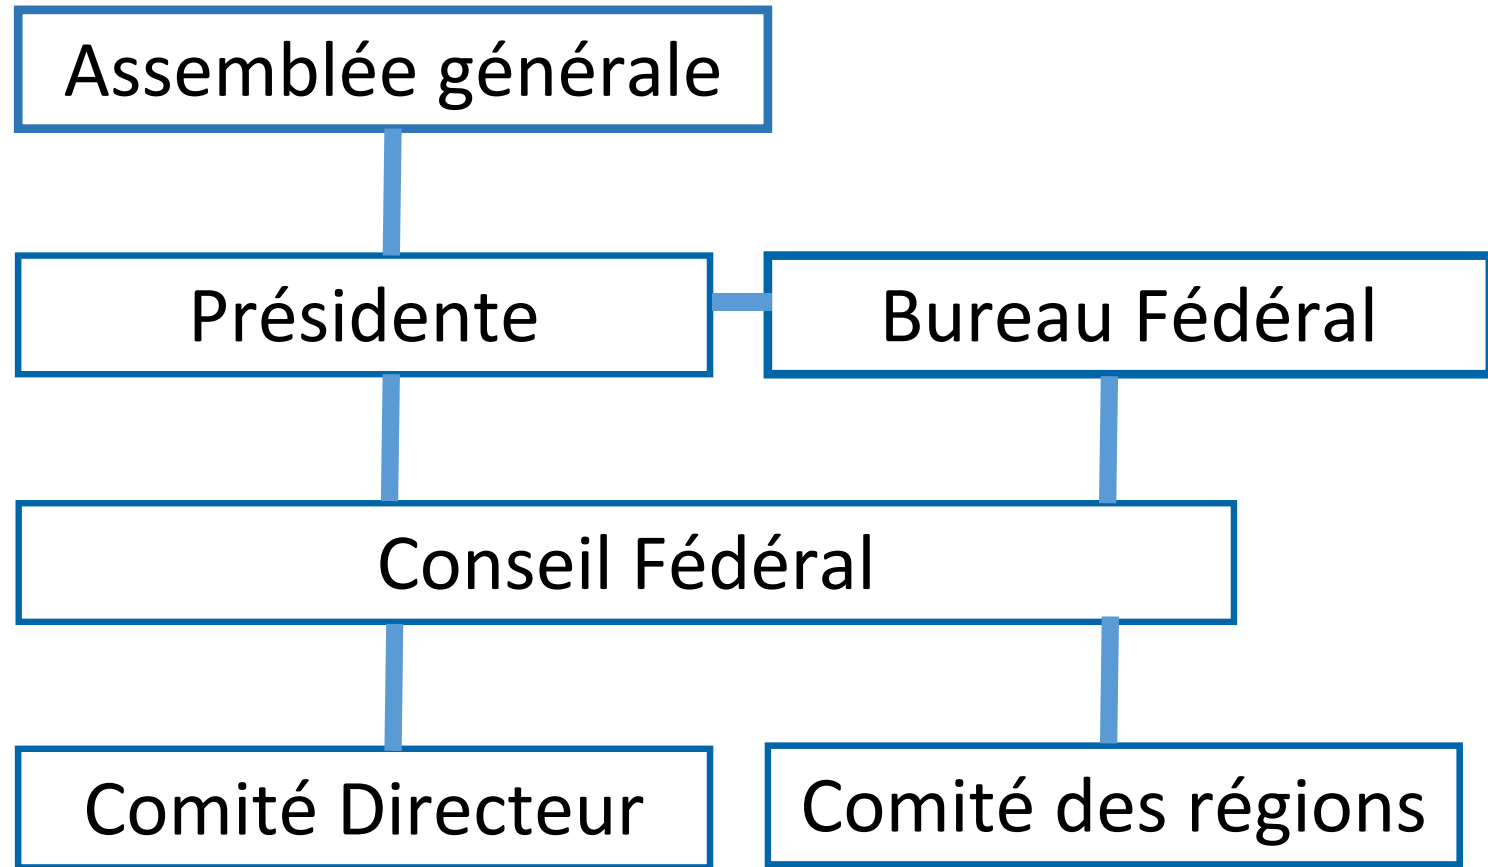 Assemblée générale
Présidente
Bureau Fédéral
Conseil Fédéral
Comité Directeur
Comité des régions